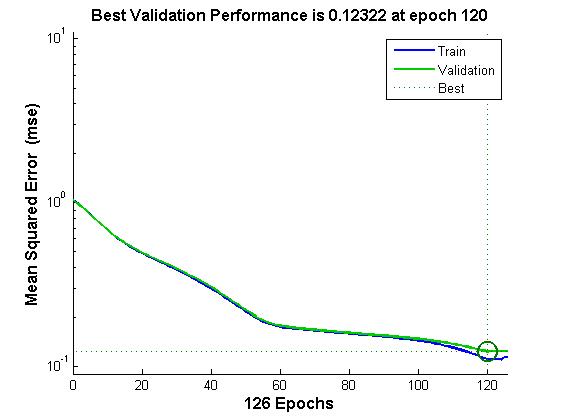 Best Validation Performance is 0.12322 at epoch 120
Train
Validation
Best
Mean Squared Error (mse)
10^1
10^0
10^-1
0 20 40 60 80 100 120
126 Epochs